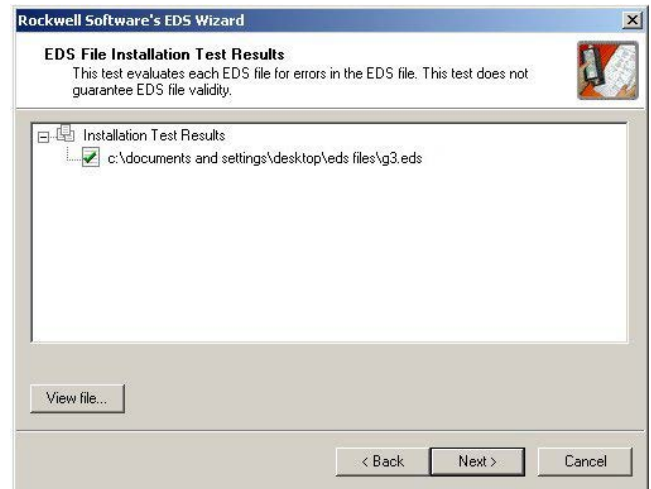 Rockwell Software's EDS Wizard
EDS File Installation Test Results
This test evaluates each EDS file for errors in the EDS file. This test does not
guarantee EDS file validity.
Installation Test Results
c:\documents and settings\desktop\eds files\g3.eds
View file...
< Back
Next >
Cancel